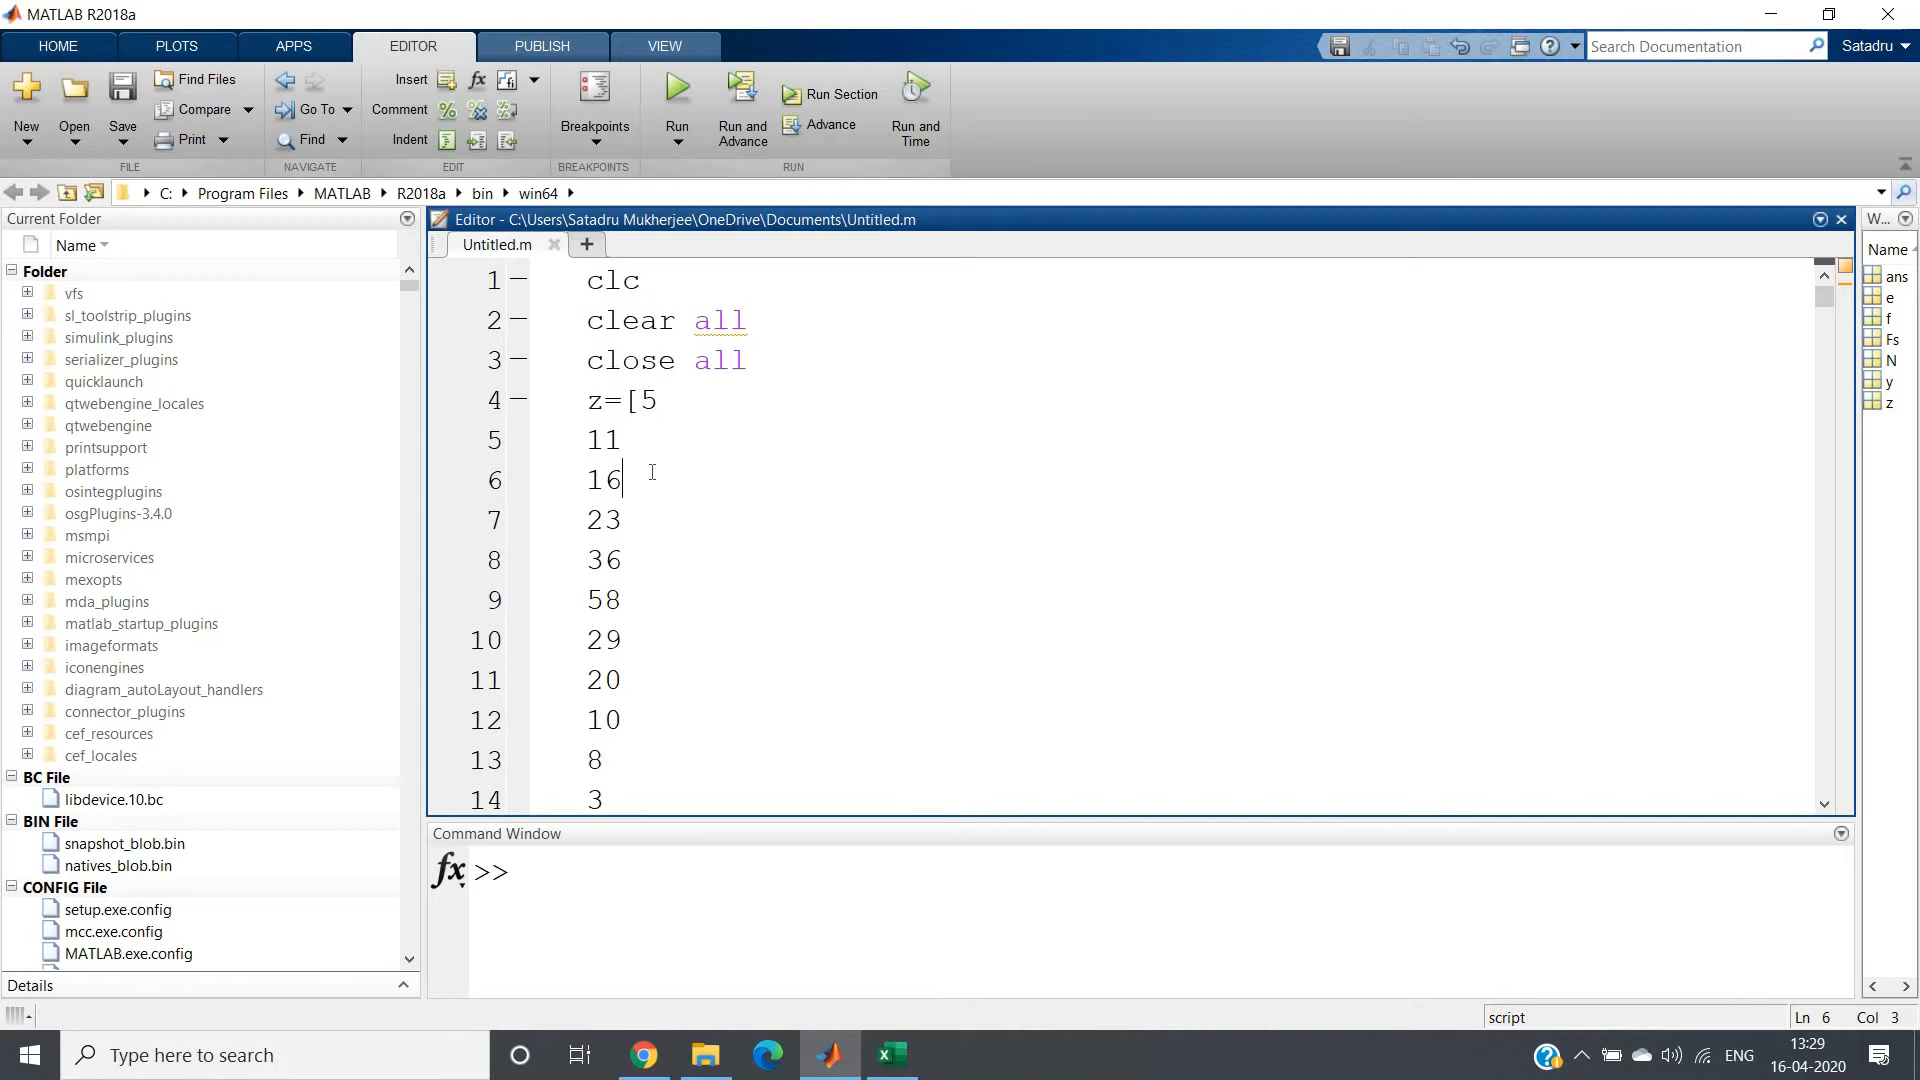 MATLAB R2018a
HOME PLOTS APPS EDITOR PUBLISH VIEW
Search Documentation
Satadru
New
Open
Save
Find Files
Compare
Print
FILE
Go To
Find
NAVIGATE
Insert
Comment
Indent
EDIT
Breakpoints
BREAKPOINTS
Run
Run and Advance
Run Section
Advance
Run and Time
RUN
C: Program Files MATLAB R2018a bin win64
Current Folder
Name
Folder
vfs
sl_toolstrip_plugins
simulink_plugins
serializer_plugins
quicklaunch
qtwebengine_locales
qtwebengine
printsupport
platforms
osintegplugins
osgPlugins-3.4.0
msmpi
microservices
mexopts
mda_plugins
matlab_startup_plugins
imageformats
iconengines
diagram_autoLayout_handlers
connector_plugins
cef_resources
cef_locales
BC File
libdevice.10.bc
BIN File
snapshot_blob.bin
natives_blob.bin
CONFIG File
setup.exe.config
mcc.exe.config
MATLAB.exe.config
Details
Editor - C:\Users\Satadru Mukherjee\OneDrive\Documents\Untitled.m
Untitled.m
1 clc
2 clear all
3 close all
4 z=[5
5 11
6 16
7 23
8 36
9 58
10 29
11 20
12 10
13 8
14 3
Command Window
fx >>
W...
Name
ans
e
f
Fs
N
y
z
script
Ln 6 Col 3
Type here to search
ENG
13:29
16-04-2020